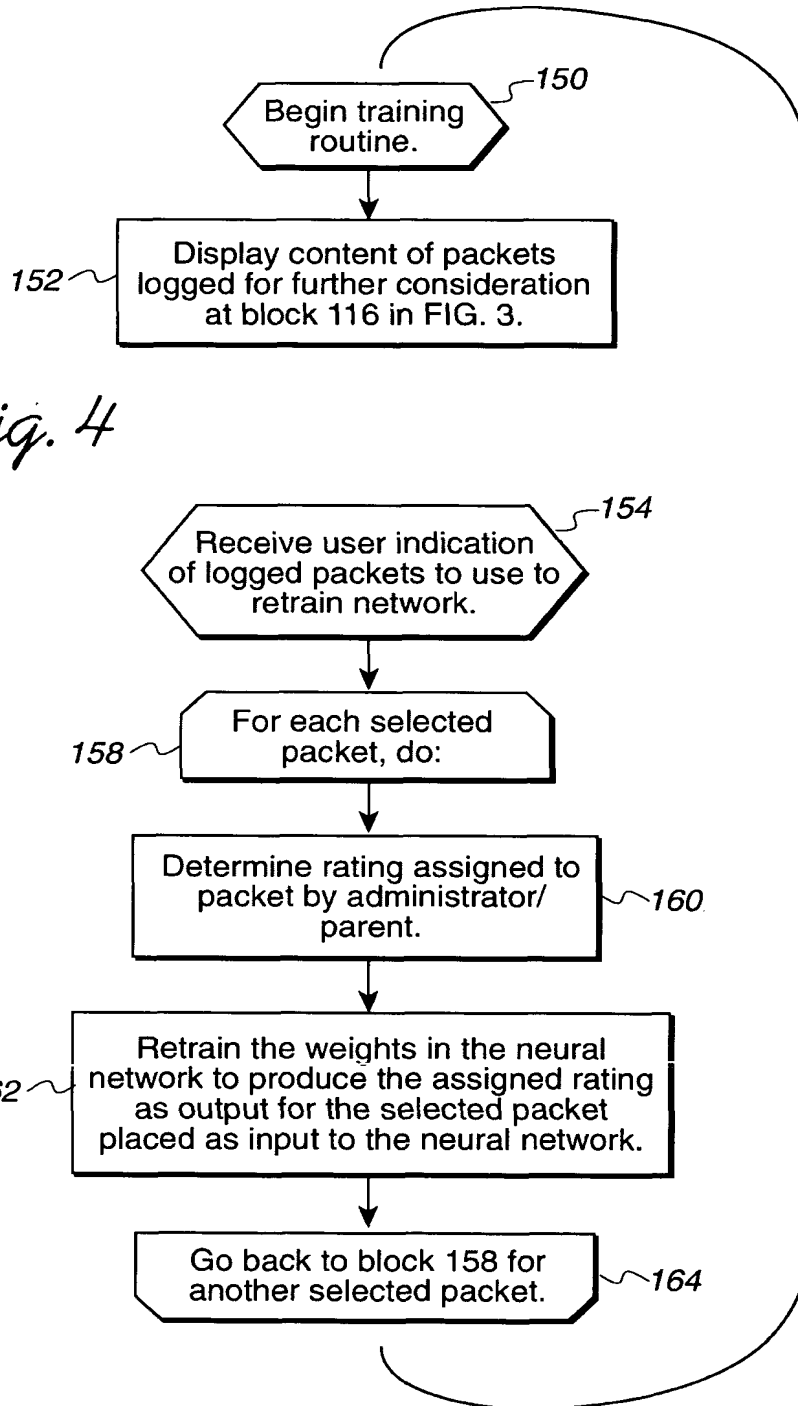 150
Begin training
routine.
152
Display content of packets
logged for further consideration
at block 116 in FIG. 3.
ig. 4
154
Receive user indication
of logged packets to use to
retrain network.
158
For each selected
packet, do:
Determine rating assigned to
packet by administrator/
parent.
160
62
Retrain the weights in the neural
network to produce the assigned rating
as output for the selected packet
placed as input to the neural network.
Go back to block 158 for
another selected packet.
164